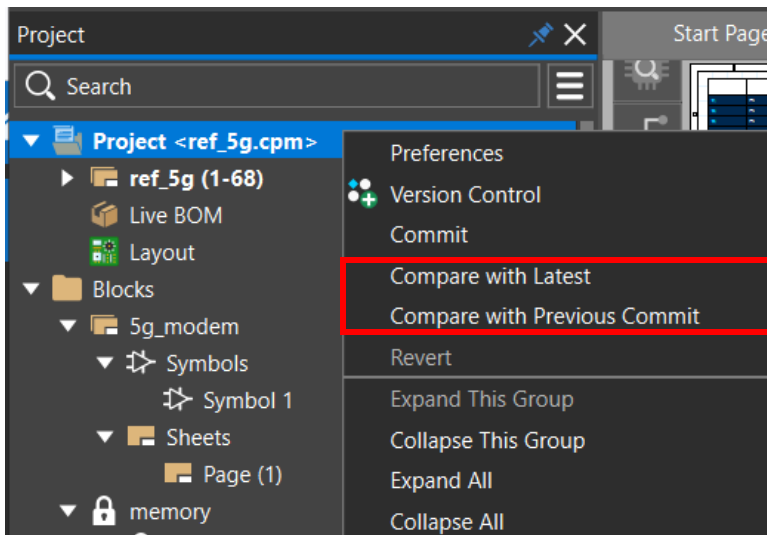 Project
Start Page
Search
Project <ref_5g.cpm>
Preferences
ref_5g (1-68)
Version Control
Live BOM
Commit
Layout
Compare with Latest
Blocks
Compare with Previous Commit
5g_modem
Revert
Symbols
Expand This Group
Symbol 1
Collapse This Group
Sheets
Expand All
Page (1)
Collapse All
memory